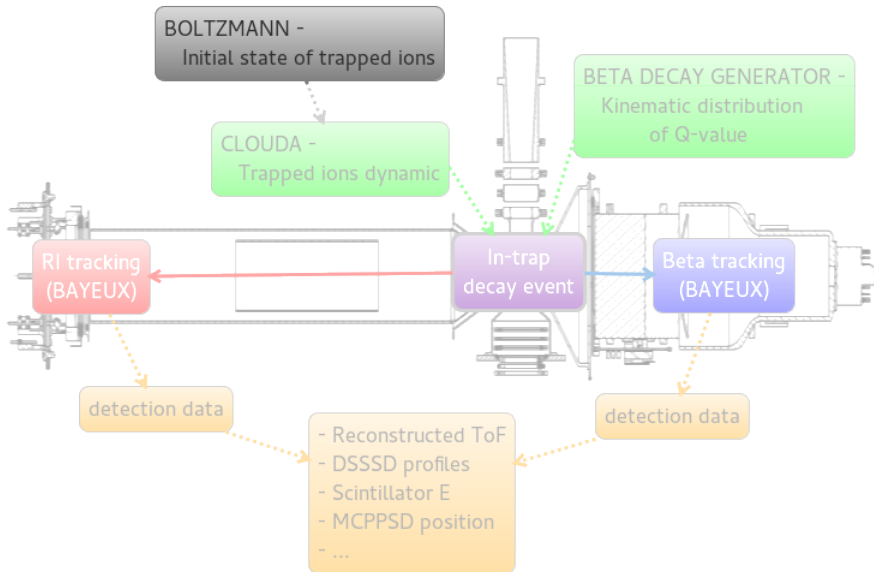 BOLTZMANN -
Initial state of trapped ions
BETA DECAY GENERATOR -
Kinematic distribution
of Q-value
CLOUDA -
Trapped ions dynamic
RI tracking
(BAYEUX)
In-trap
decay event
Beta tracking
(BAYEUX)
detection data
detection data
- Reconstructed ToF
- DSSSD profiles
- Scintillator E
- MCPPSD position
- ...